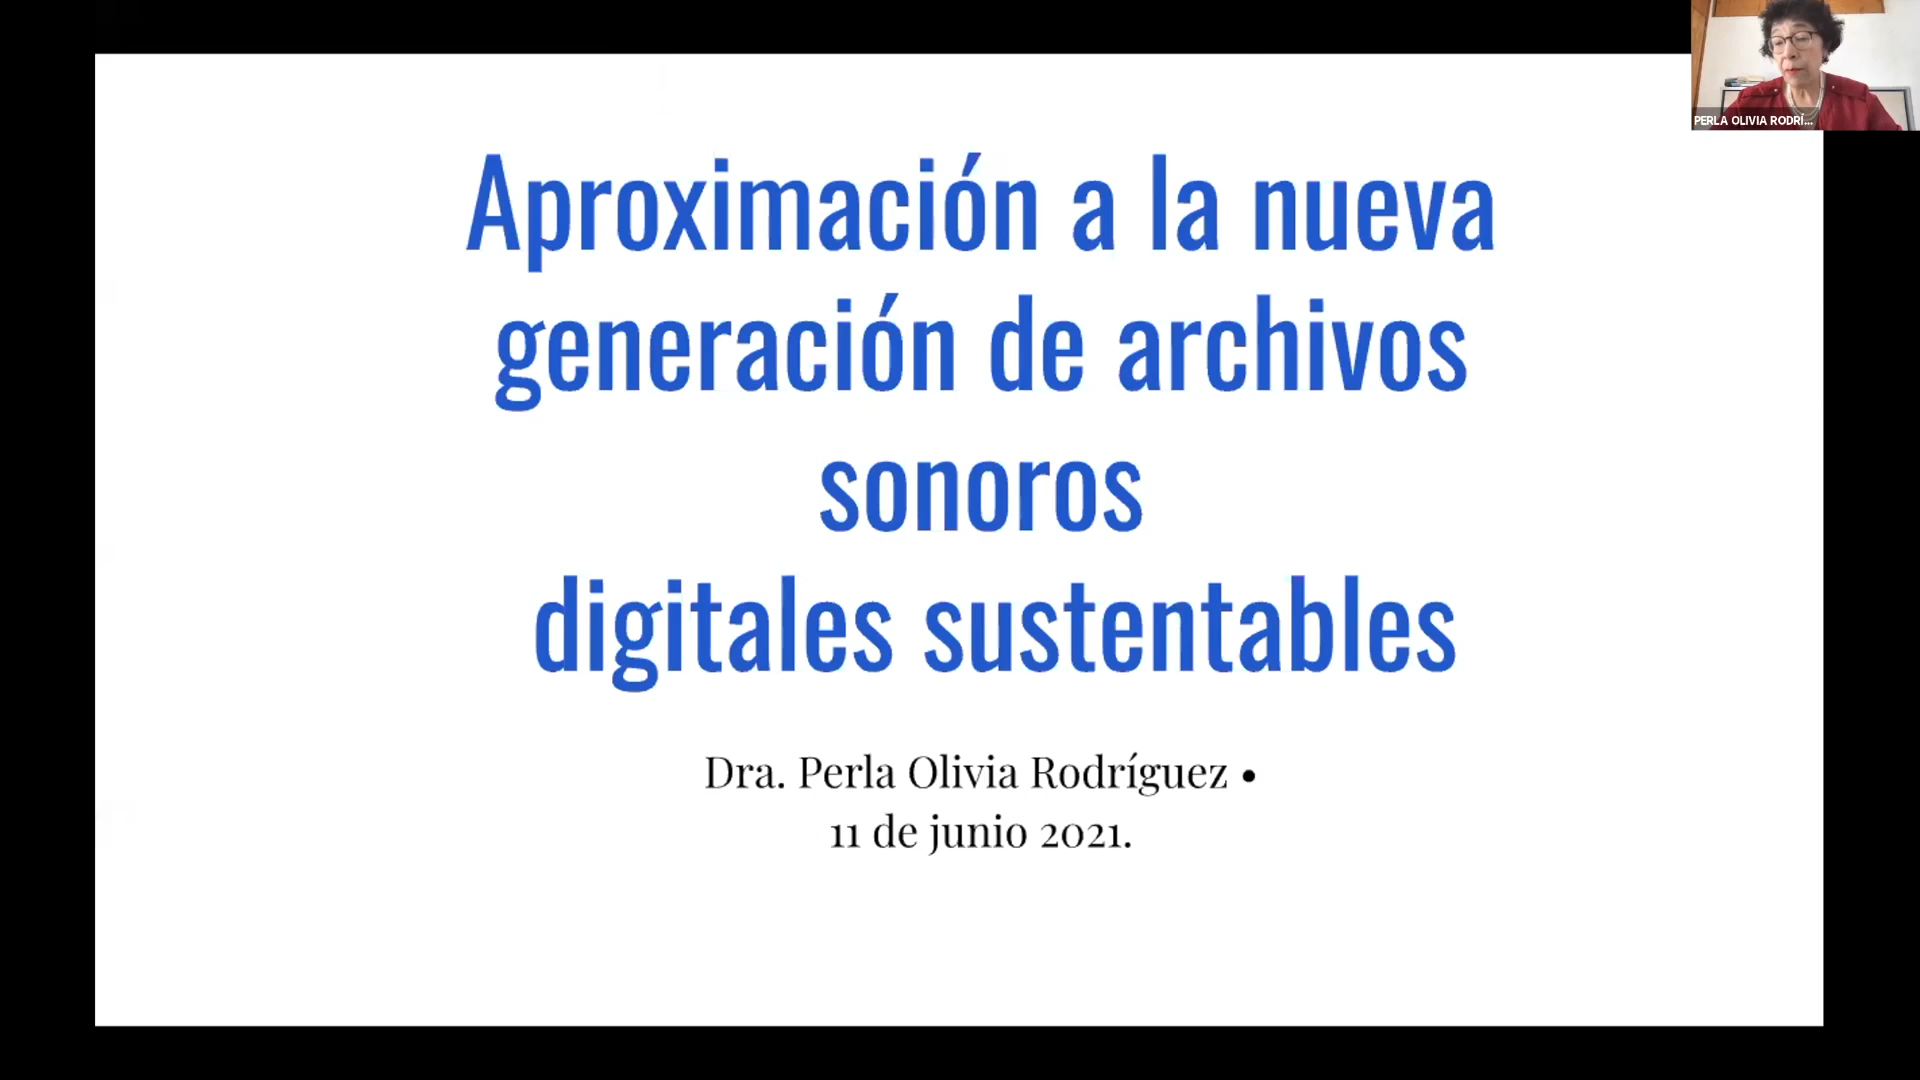 PERLA OLIVIA RODRÍ...
Aproximación a la nueva
generación de archivos
sonoros
digitales sustentables
Dra. Perla Olivia Rodríguez •
11 de junio 2021.